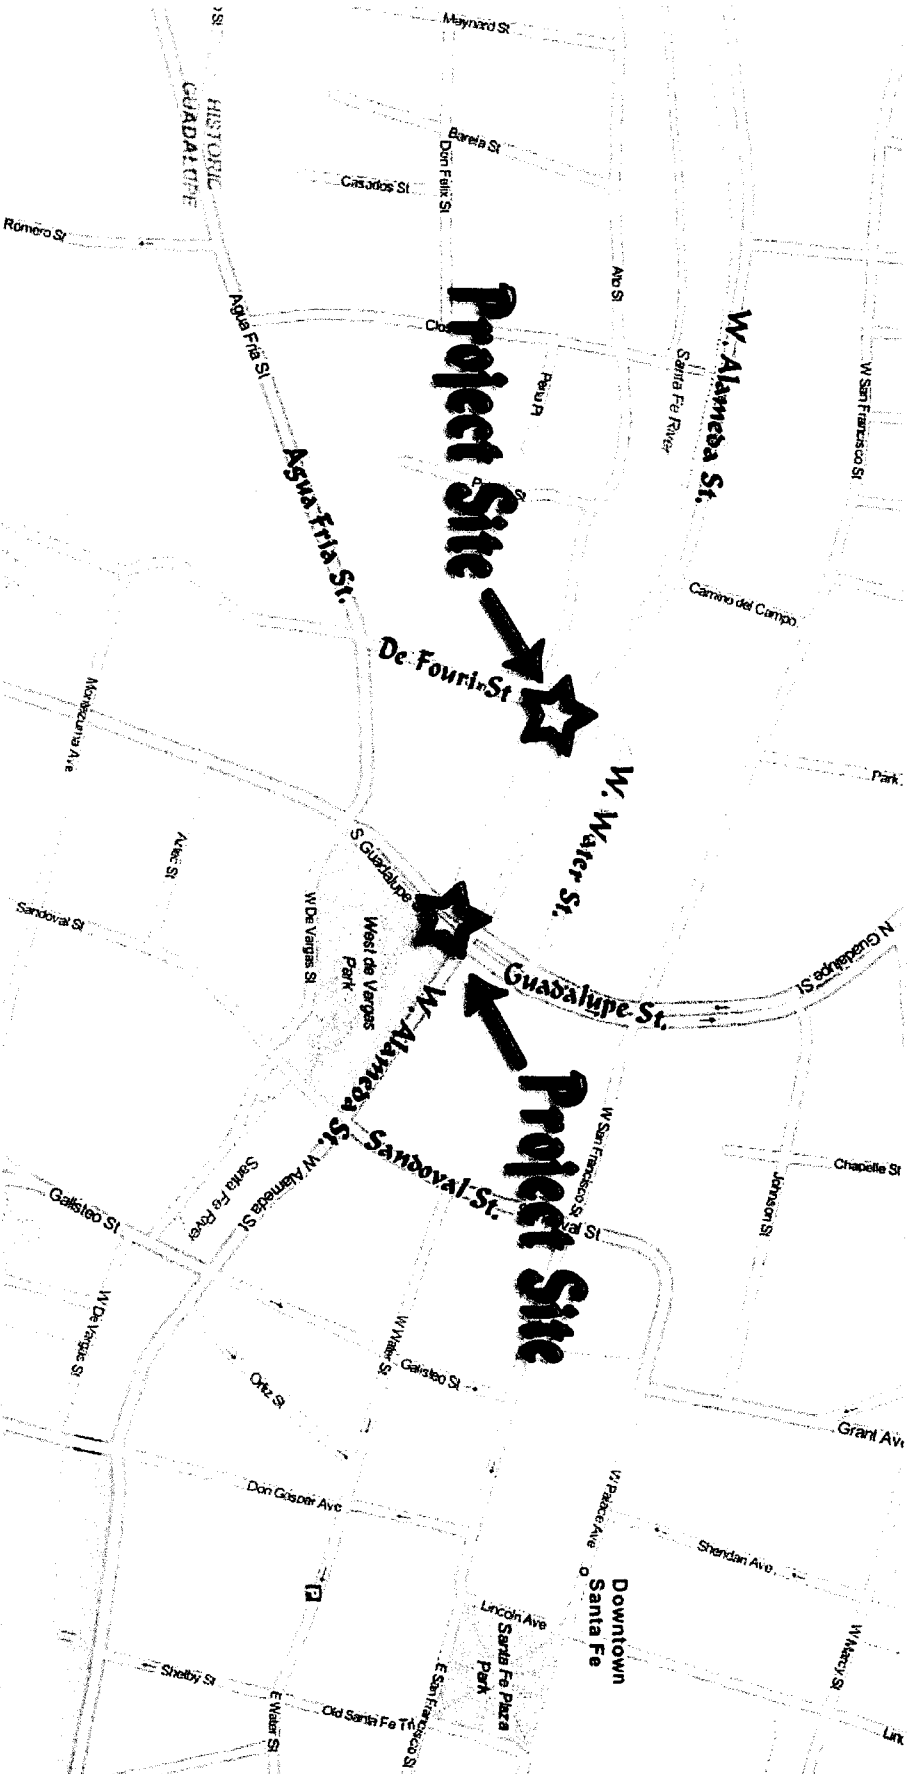 Maynard St
HISTORIC
GUADALUPE
Barela St
Don Felix St
Casados St
Romero St
Alto St
Agua Fria St
Project Site
W. Alameda St.
Santa Fe River
Pena Pl
W San Francisco St
Agua Fria St.
Camino del Campo
De Fouri St
Montezuma Ave
W. Water St.
Park
Aztec St
S Guadalupe
Sandoval St
W De Vargas St
West de Vargas
Park
Guadalupe St.
N Guadalupe St
W. Alameda St.
Project Site
Sandoval St.
W San Francisco St
val St
Chapelle St
Johnson St
Santa Fe River
W Alameda St
Galisteo St
W De Vargas St
W Water St
Galisteo St
Ortiz St
Grant Ave
Don Gaspar Ave
W Palace Ave
Sheridan Ave
Downtown
Santa Fe
P
Lincoln Ave
Santa Fe Plaza
Park
W Marcy St
Shelby St
E Water St
Old Santa Fe Trl
E San Francisco St